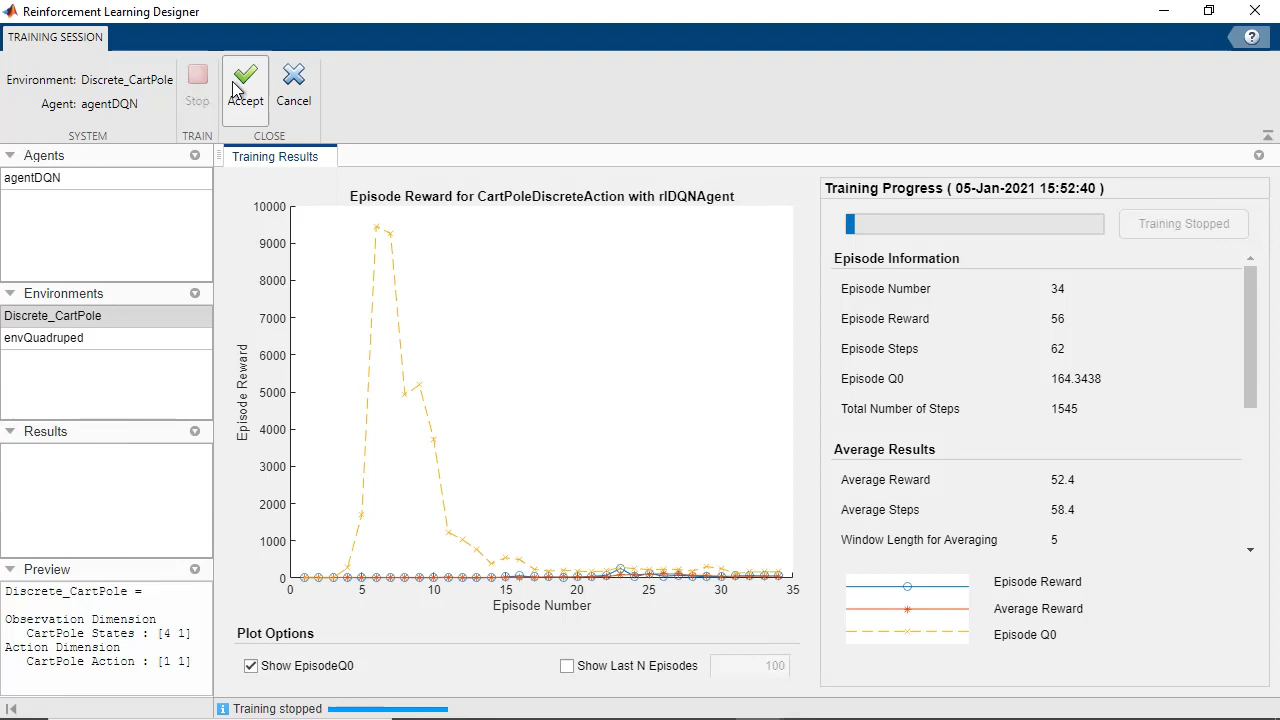 Reinforcement Learning Designer
TRAINING SESSION
?
Environment: Discrete_CartPole
Agent: agentDQN
Stop
Accept
Cancel
SYSTEM
TRAIN
CLOSE
Agents
agentDQN
Environments
Discrete_CartPole
envQuadruped
Results
Preview
Discrete_CartPole =
Observation Dimension
CartPole States : [4 1]
Action Dimension
CartPole Action : [1 1]
Training Results
Episode Reward for CartPoleDiscreteAction with rlDQNAgent
10000
9000
8000
7000
6000
5000
4000
3000
2000
1000
0
Episode Reward
0 5 10 15 20 25 30 35
Episode Number
Plot Options
Show EpisodeQ0
Show Last N Episodes 100
Training Progress ( 05-Jan-2021 15:52:40 )
Training Stopped
Episode Information
Episode Number 34
Episode Reward 56
Episode Steps 62
Episode Q0 164.3438
Total Number of Steps 1545
Average Results
Average Reward 52.4
Average Steps 58.4
Window Length for Averaging 5
Episode Reward
Average Reward
Episode Q0
Training stopped